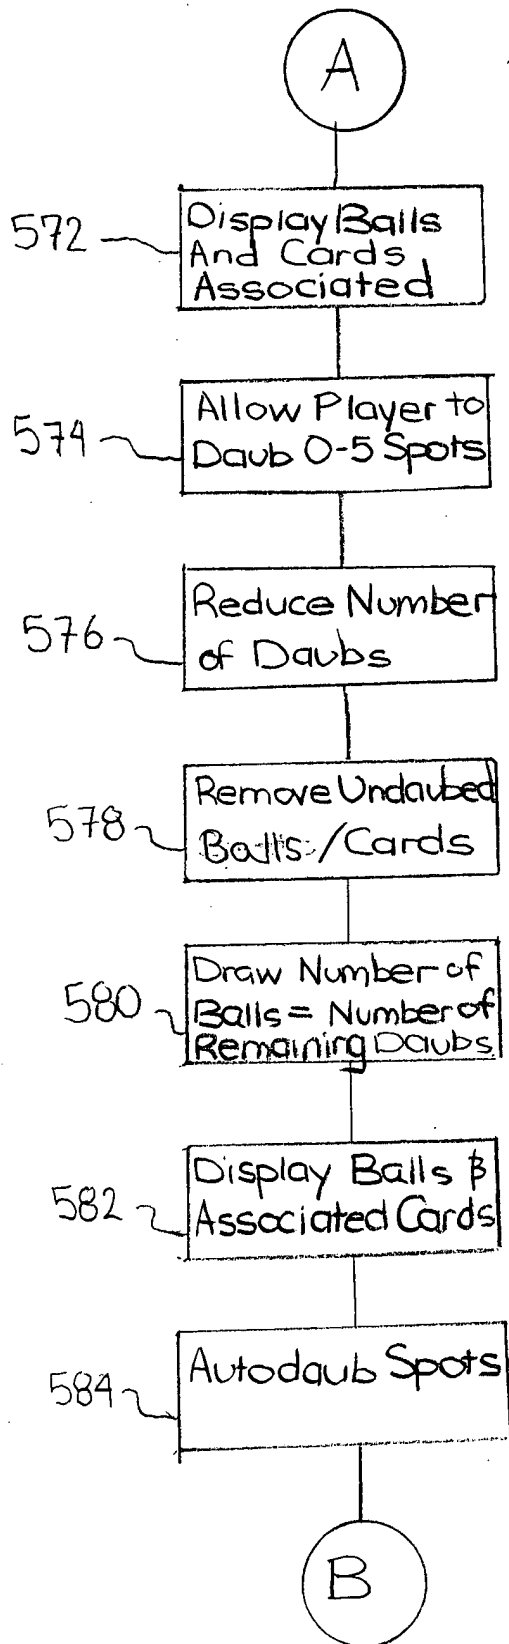 A
572
Display Balls
And Cards
Associated
574
Allow Player to
Daub 0-5 Spots
576
Reduce Number
of Daubs
578
Remove Undaubed
Balls/Cards
580
Draw Number of
Balls = Number of
Remaining Daubs
582
Display Balls &
Associated Cards
584
Autodaub Spots
B